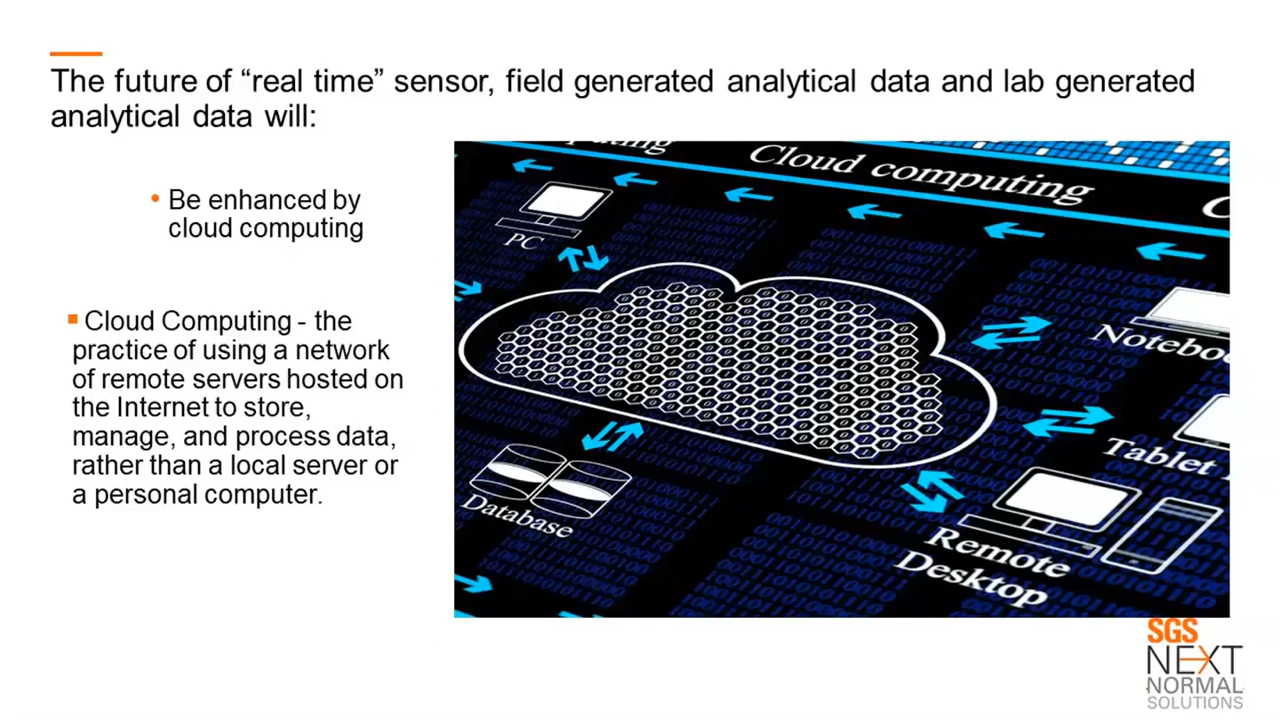 The future of “real time” sensor, field generated analytical data and lab generated
analytical data will:
• Be enhanced by
cloud computing
▪ Cloud Computing - the
practice of using a network
of remote servers hosted on
the Internet to store,
manage, and process data,
rather than a local server or
a personal computer.
Cloud computing
PC
Notebo
Tablet
Database
Remote
Desktop
SGS
NEXT
NORMAL
SOLUTIONS